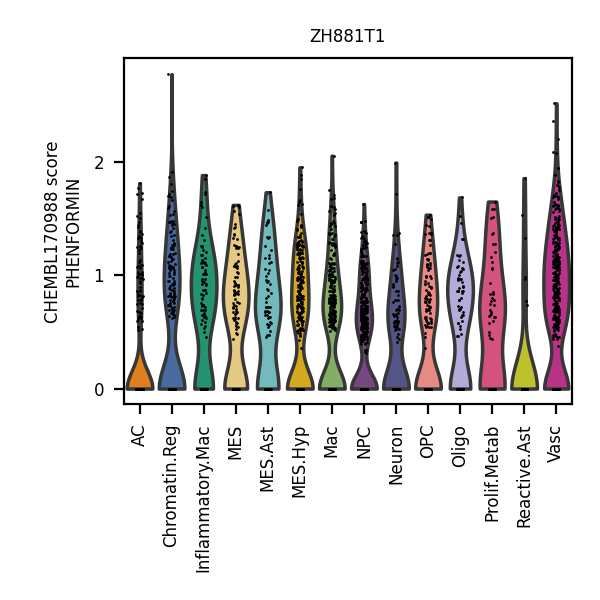 ZH881T1
CHEMBL170988 score
PHENFORMIN
2
1
0
AC
Chromatin.Reg
Inflammatory.Mac
MES
MES.Ast
MES.Hyp
Mac
NPC
Neuron
OPC
Oligo
Prolif.Metab
Reactive.Ast
Vasc